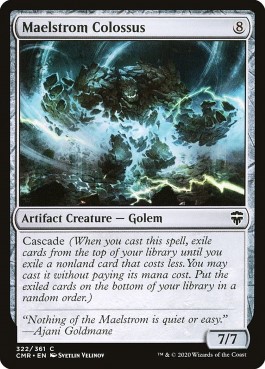 Maelstrom Colossus 8
Artifact Creature — Golem
Cascade (When you cast this spell, exile
cards from the top of your library until you
exile a nonland card that costs less. You may
cast it without paying its mana cost. Put the
exiled cards on the bottom of your library in
a random order.)
"Nothing of the Maelstrom is quiet or easy."
—Ajani Goldmane
7/7
322/361 C
CMR • EN Svetlin Velinov
™ & © 2020 Wizards of the Coast